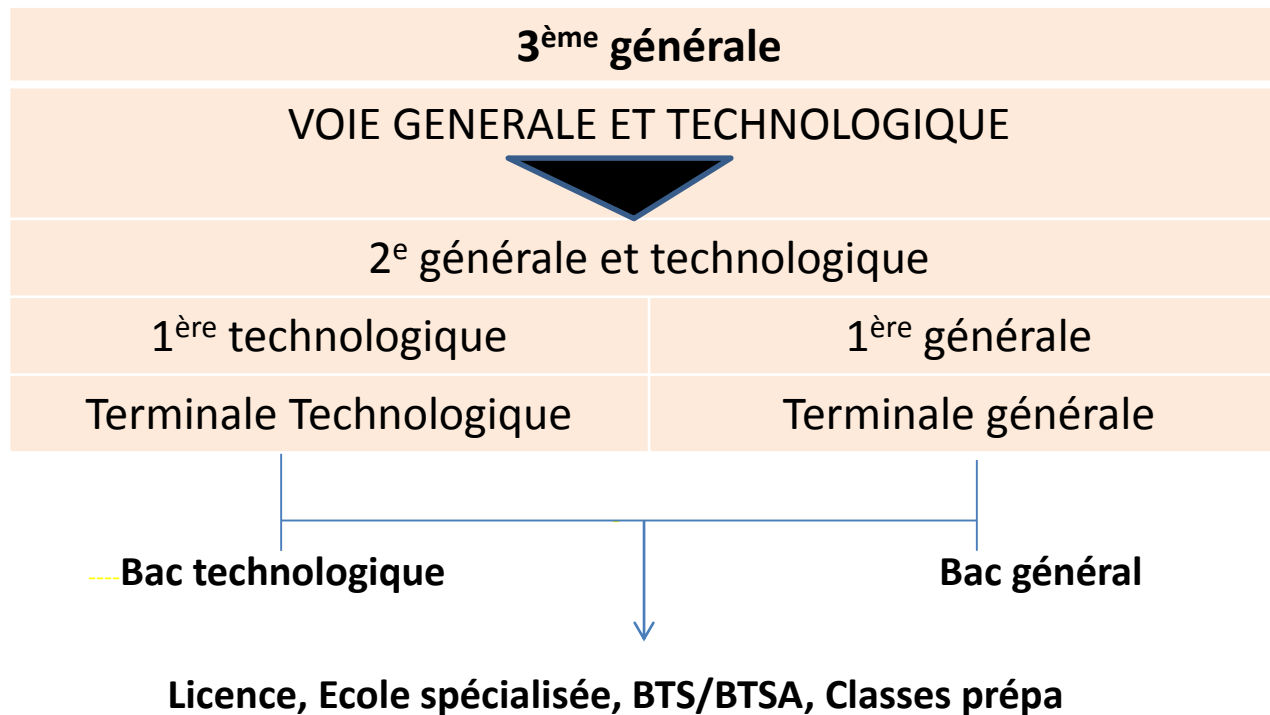 3ème générale
VOIE GENERALE ET TECHNOLOGIQUE
2e générale et technologique
1ère technologique
1ère générale
Terminale Technologique
Terminale générale
----Bac technologique
Bac général
Licence, Ecole spécialisée, BTS/BTSA, Classes prépa